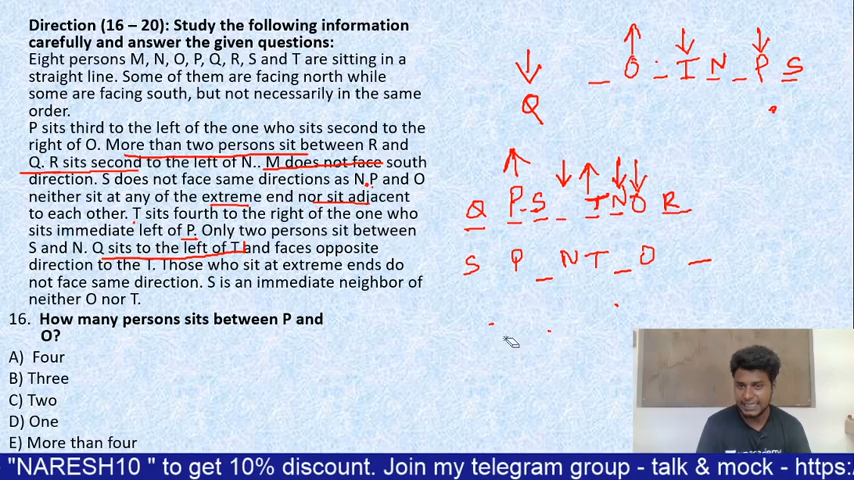 Direction (16 – 20): Study the following information
carefully and answer the given questions:
Eight persons M, N, O, P, Q, R, S and T are sitting in a
straight line. Some of them are facing north while
some are facing south, but not necessarily in the same
order.
P sits third to the left of the one who sits second to the
right of O. More than two persons sit between R and
Q. R sits second to the left of N.. M does not face south
direction. S does not face same directions as N.P and O
neither sit at any of the extreme end nor sit adjacent
to each other. T sits fourth to the right of the one who
sits immediate left of P. Only two persons sit between
S and N. Q sits to the left of T and faces opposite
direction to the T. Those who sit at extreme ends do
not face same direction. S is an immediate neighbor of
neither O nor T.
16. How many persons sits between P and
O?
A) Four
B) Three
C) Two
D) One
E) More than four
O T N P S
Q
Q P S T N O R
S P N T O
"NARESH10 " to get 10% discount. Join my telegram group - talk & mock - https:/